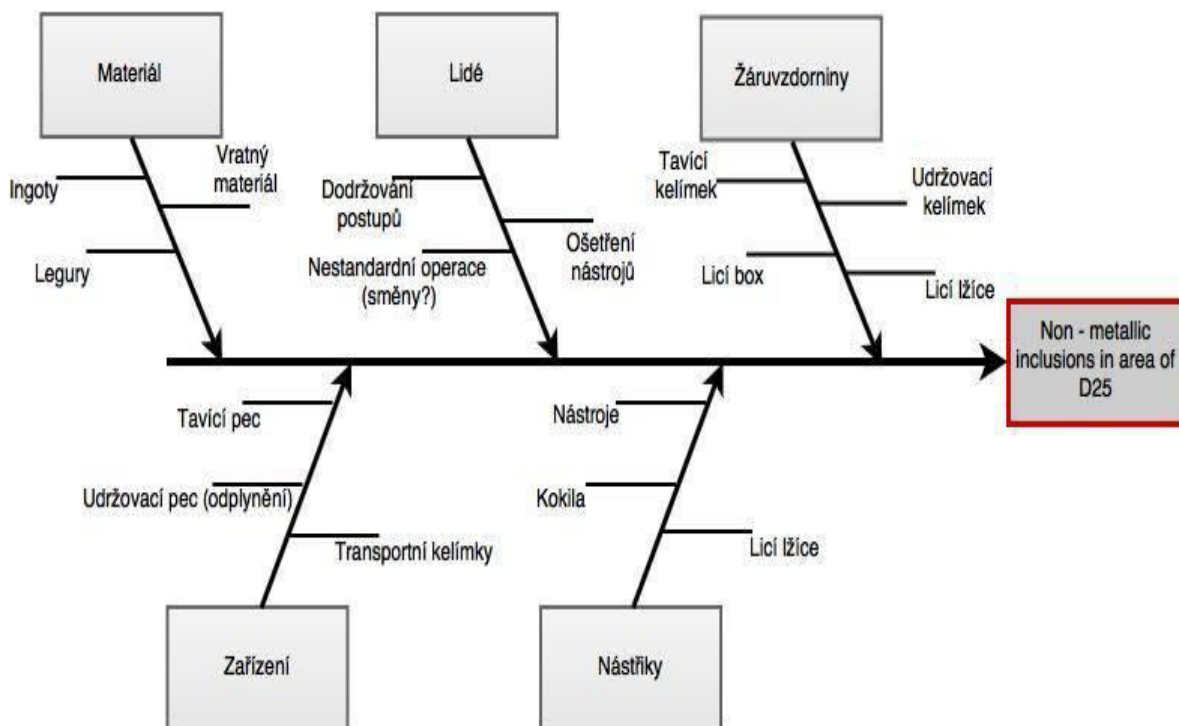 Materiál
Lidé
Žáruvzdorniny
Ingoty
Vratný
materiál
Legury
Dodržování
postupů
Nestandardní operace
(směny?)
Ošetření
nástrojů
Tavící
kelímek
Udržovací
kelímek
Licí box
Licí lžíce
Non - metallic
inclusions in area of
D25
Tavící pec
Udržovací pec (odplynění)
Transportní kelímky
Nástroje
Kokila
Licí lžíce
Zařízení
Nástřiky